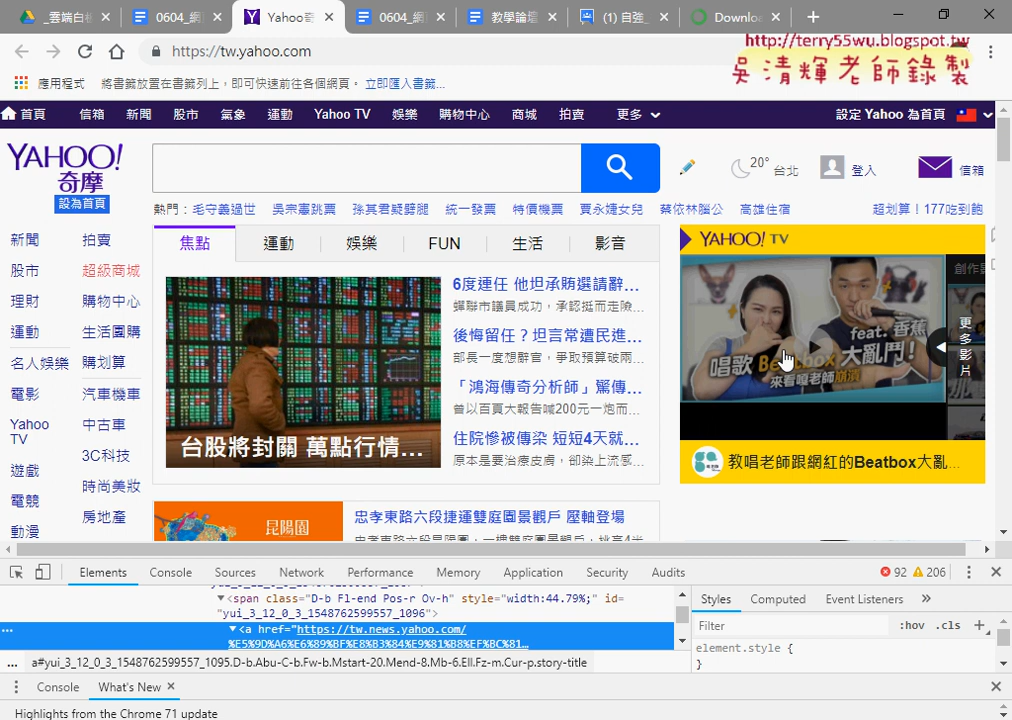 _雲端白板
0604_網
Yahoo奇
0604_網
教學論壇
(1) 自強_
Downlo
https://tw.yahoo.com
http://terry55wu.blogspot.tw
吳清輝老師錄製
應用程式 將書籤放置在書籤列上，即可快速前往各個網頁。 立即匯入書籤...
首頁 信箱 新聞 股市 氣象 運動 Yahoo TV 娛樂 購物中心 商城 拍賣 更多 設定 Yahoo 為首頁
YAHOO!
奇摩
設為首頁
20° 台北 登入 信箱
熱門： 毛守義過世 吳宗憲跳票 孫其君疑劈腿 統一發票 特價機票 賈永婕女兒 蔡依林腦公 高雄住宿 超划算！177吃到飽
新聞 拍賣
股市 超級商城
理財 購物中心
運動 生活團購
名人娛樂 購划算
電影 汽車機車
Yahoo TV 中古車
3C科技
遊戲 時尚美妝
電競 房地產
動漫
焦點 運動 娛樂 FUN 生活 影音
台股將封關 萬點行情...
6度連任 他坦承賄選請辭...
蟬聯市議員成功，承認挺而走險...
後悔留任？坦言常遭民進...
部長一度想辭官，爭取預算破兩...
「鴻海傳奇分析師」駡傳...
曾以百頁大報告喊200元一炮而...
住院慘被傳染 短短4天就...
原本是要治療皮膚，卻染上流感...
昆陽園
忠孝東路六段捷運雙庭園景觀戶 壓軸登場
YAHOO! TV
創作
feat. 香蕉
唱歌 Beatbox 大亂鬥!
來看嗆老師崩潰
更多影片
教唱老師跟網紅的Beatbox大亂...
Elements Console Sources Network Performance Memory Application Security Audits 92 206
<span class="D-b Fl-end Pos-r Ov-h" style="width:44.79%;" id=
"yui_3_12_0_3_1548762599557_1096">
<a href="https://tw.news.yahoo.com/
%E5%9D%A6%E6%89%BF%E8%B3%84%E9%81%B8%EF%BC%81...
... a#yui_3_12_0_3_1548762599557_1095.D-b.Abu-C-b.Fw-b.Mstart-20.Mend-8.Mb-6.Ell.Fz-m.Cur-p.story-title
Styles Computed Event Listeners
Filter :hov .cls +
element.style {
}
Console What's New
Highlights from the Chrome 71 update